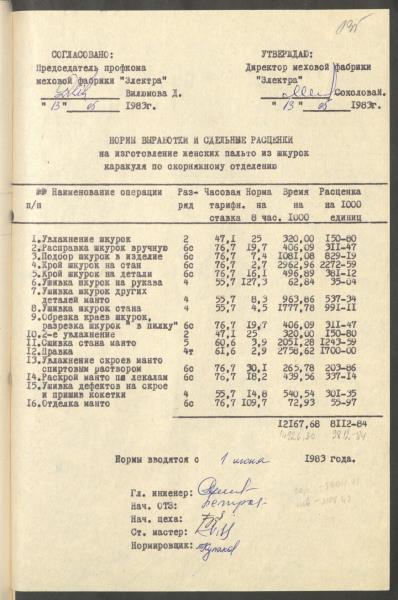 135
СОГЛАСОВАНО: УТВЕРЖДАЮ:
Председатель профкома Директор меховой фабрики
меховой фабрики "Электра" "Электра"
Вилюмова Д. Соколова М.
" 13 " 05 1983г. " 13 " 05 1983г.
НОРМЫ ВЫРАБОТКИ И СДЕЛЬНЫЕ РАСЦЕНКИ
на изготовление женских пальто из шкурок
каракуля по скорняжному отделению
№№ Наименование операции Раз- Часовая Норма Время Расценка
п/п ряд тарифн. на на на 1000
ставка 8 час. 1000 единиц
1. Увлажнение шкурок 2 47,1 25 320,00 150-80
2. Расправка шкурок вручную 6с 76,7 19,7 406,09 311-47
3. Подбор шкурок в изделие 6с 76,7 7,4 1081,08 829-19
4. Крой шкурок на стан 6с 76,7 2,7 2962,96 2272-59
5. Крой шкурок на детали 6с 76,7 16,1 496,89 381-12
6. Ушивка шкурок на рукава 4 55,7 127,3 62,84 35-04
7. Ушивка шкурок других
деталей манто 4 55,7 8,3 963,86 537-34
8. Ушивка шкурок стана 4 55,7 4,5 1777,78 991-11
9. Обрезка краев шкурок,
разрезка шкурок " в пилку" 6с 76,7 19,7 406,09 311-47
10. 2-е увлажнение 2 47,1 25 320,00 150-80
11. Сшивка стана манто 5 60,6 3,9 2051,28 1243-59
12. Правка 4т 61,6 2,9 2758,62 1700-00
13. Увлажнение скроев манто
спиртовым раствором 6с 76,7 30,1 265,78 203-86
14. Раскрой манто по лекалам 6с 76,7 18,2 439,56 337-14
15. Ушивка дефектов на скрое
и пришив кокетки 4 55,7 14,8 540,54 301-35
16. Отделка манто 6с 76,7 109,7 72,93 55-97
12167,68 8112-84
Нормы вводятся с 1 июня 1983 года.
Гл. инженер:
Нач. ОТЗ:
Нач. цеха:
Ст. мастер:
Нормировщик: